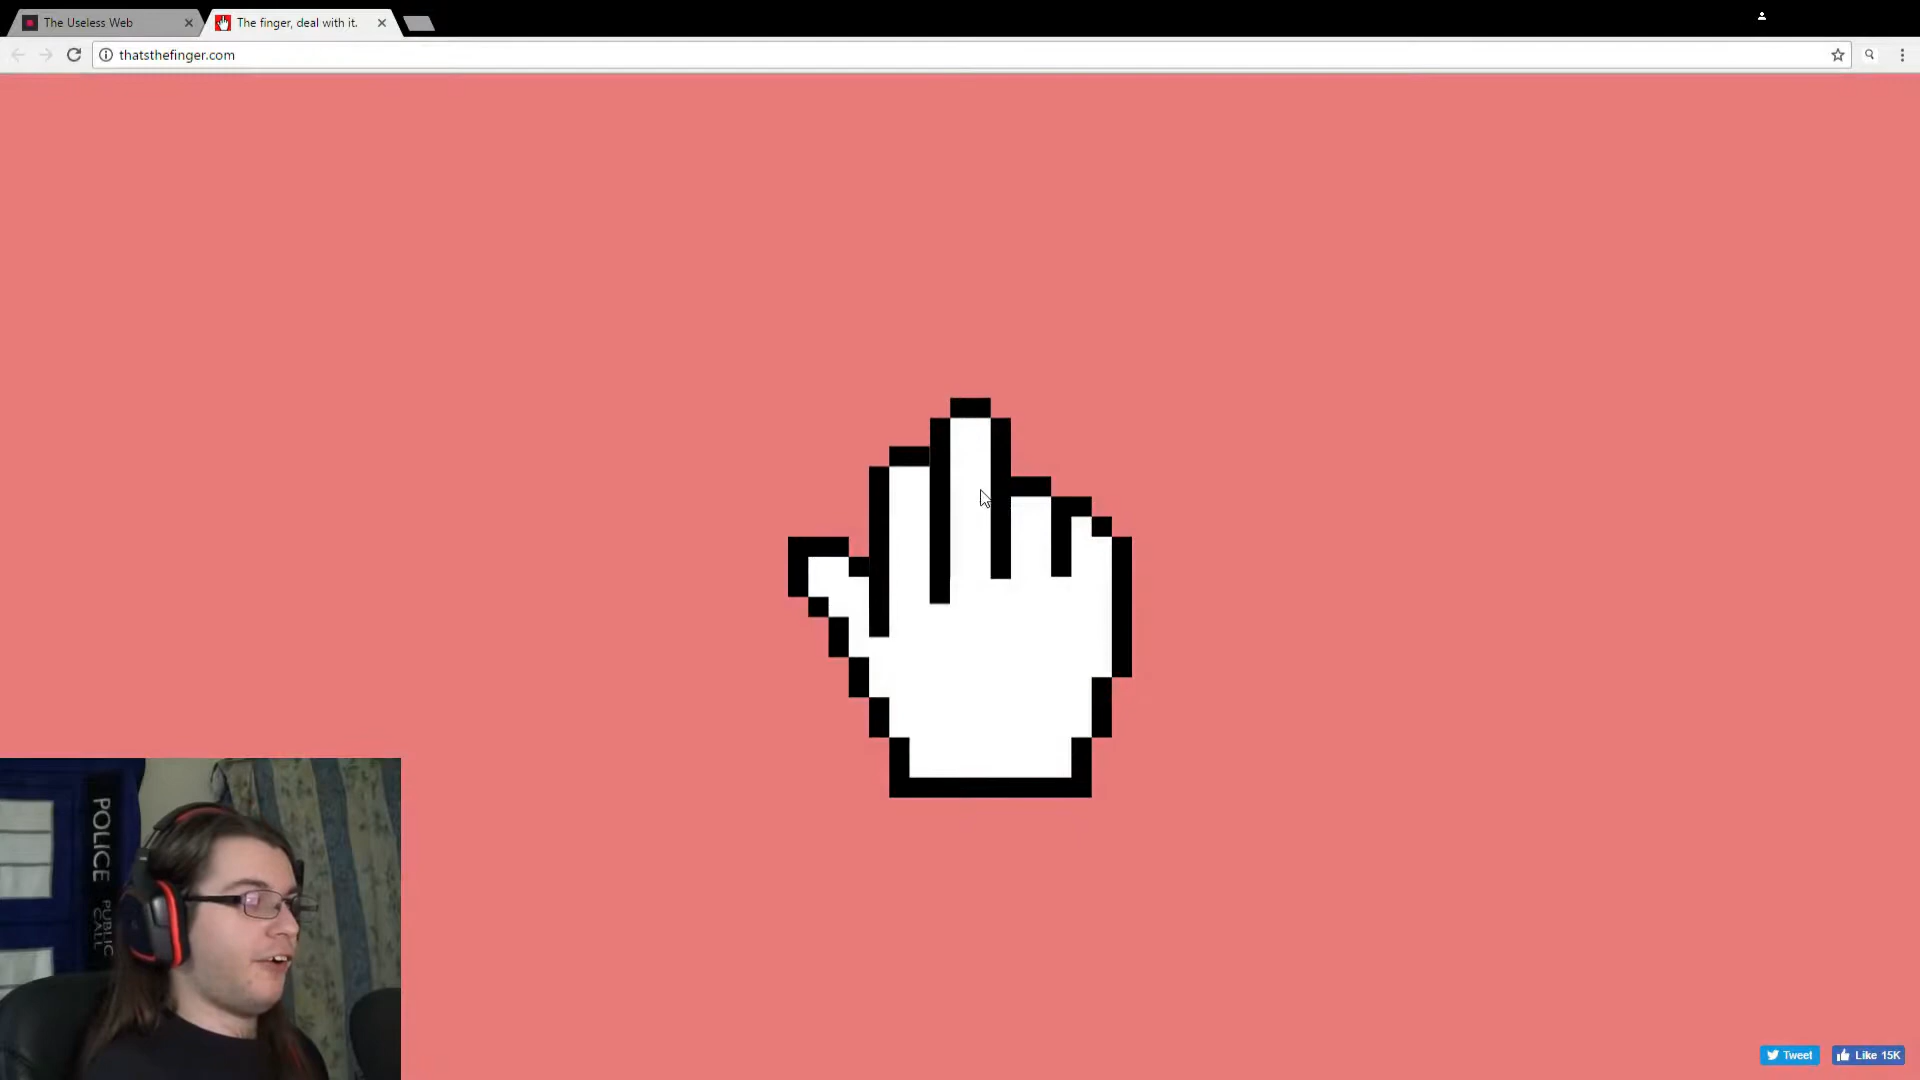 The Useless Web
The finger, deal with it.
thatsthefinger.com
POLICE
PUBLIC
CALL
Tweet
Like 15K